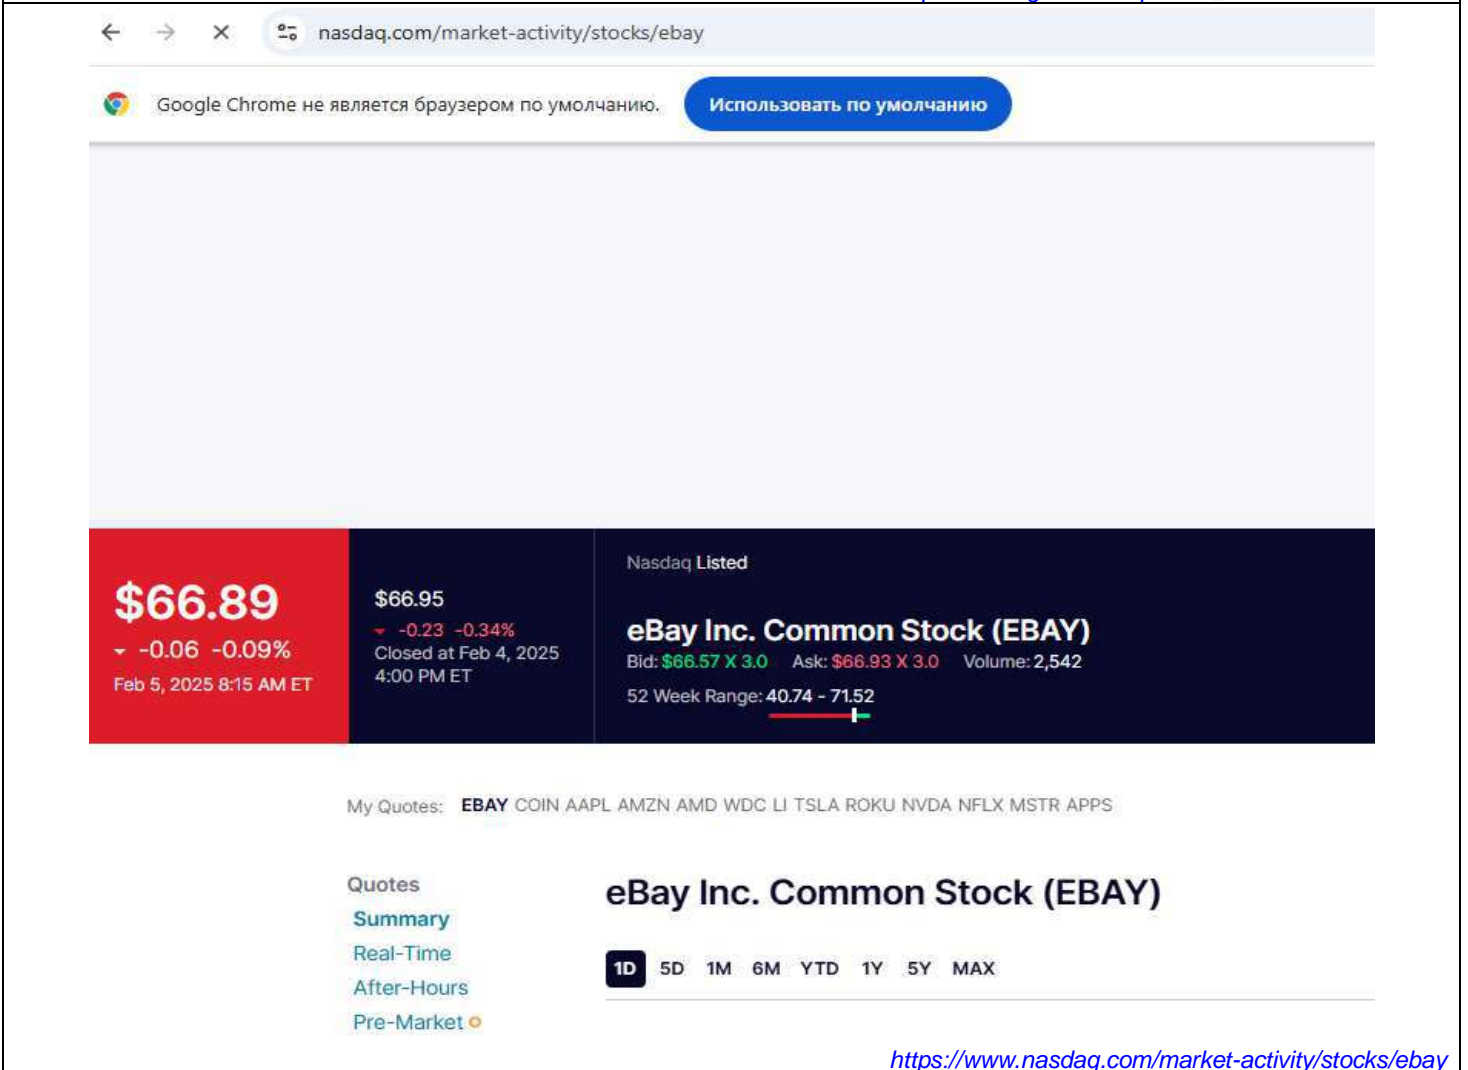 nasdaq.com/market-activity/stocks/ebay
Google Chrome не является браузером по умолчанию. Использовать по умолчанию
$66.89
-0.06 -0.09%
Feb 5, 2025 8:15 AM ET
$66.95
-0.23 -0.34%
Closed at Feb 4, 2025
4:00 PM ET
Nasdaq Listed
eBay Inc. Common Stock (EBAY)
Bid: $66.57 X 3.0 Ask: $66.93 X 3.0 Volume: 2,542
52 Week Range: 40.74 - 71.52
My Quotes: EBAY COIN AAPL AMZN AMD WDC LI TSLA ROKU NVDA NFLX MSTR APPS
Quotes
Summary
Real-Time
After-Hours
Pre-Market
eBay Inc. Common Stock (EBAY)
1D 5D 1M 6M YTD 1Y 5Y MAX
https://www.nasdaq.com/market-activity/stocks/ebay